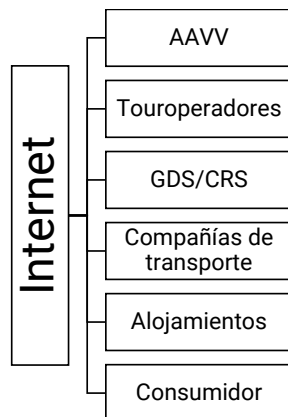 Internet
AAVV
Touroperadores
GDS/CRS
Compañías de
transporte
Alojamientos
Consumidor